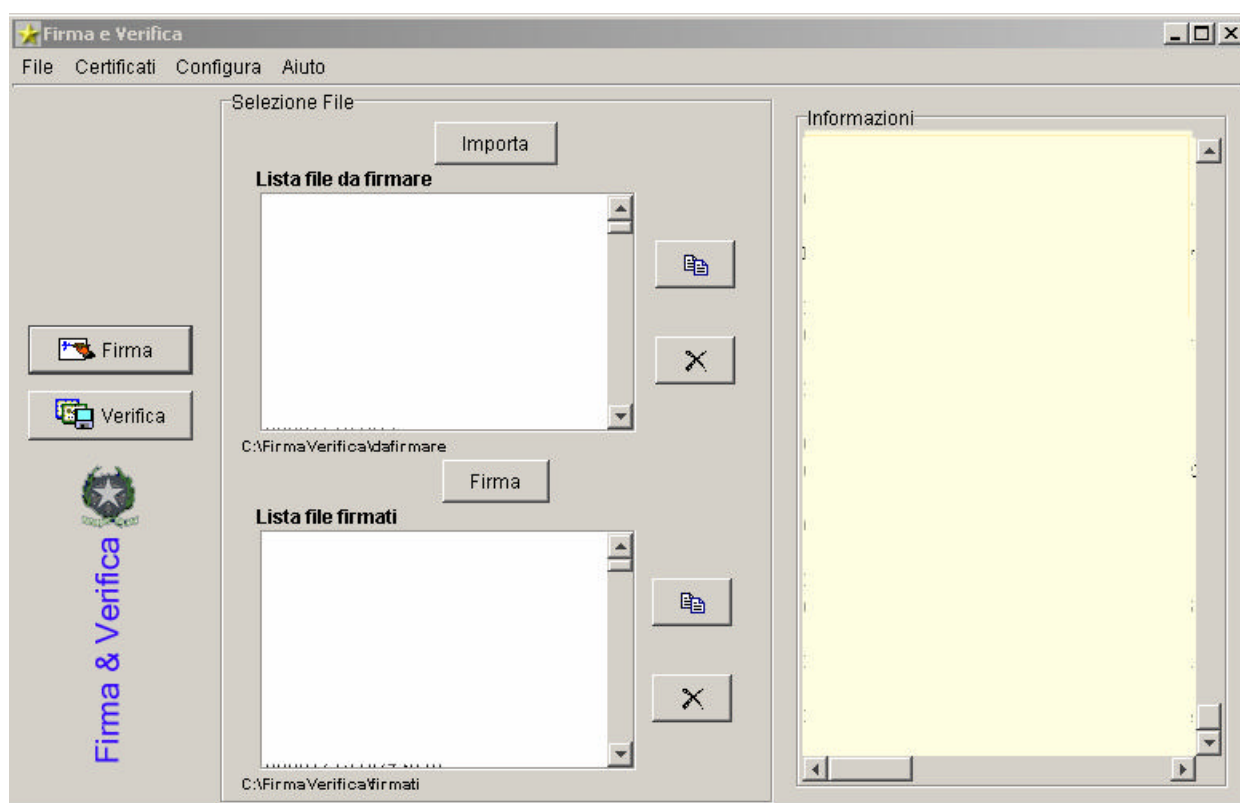 Firma e Verifica
File Certificati Configura Aiuto
Selezione File
Importa
Lista file da firmare
C:\FirmaVerifica\dafirmare
Firma
Lista file firmati
C:\FirmaVerifica\firmati
Firma
Verifica
Firma & Verifica
Informazioni